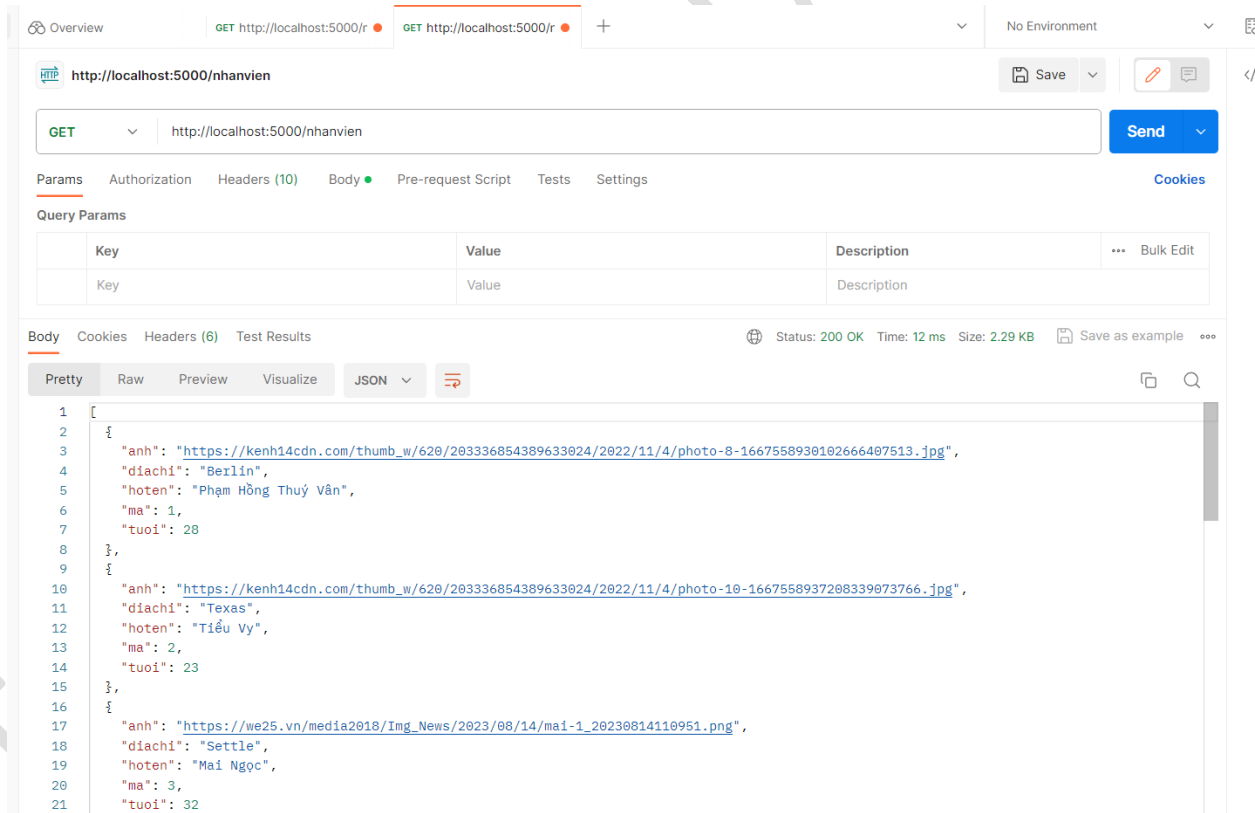 Overview
GET http://localhost:5000/r
GET http://localhost:5000/r
No Environment
HTTP http://localhost:5000/nhanvien
Save
GET http://localhost:5000/nhanvien Send
Params Authorization Headers (10) Body Pre-request Script Tests Settings Cookies
Query Params
Key Value Description ••• Bulk Edit
Key Value Description
Body Cookies Headers (6) Test Results Status: 200 OK Time: 12 ms Size: 2.29 KB Save as example
Pretty Raw Preview Visualize JSON
1 [
2 {
3 "anh": "https://kenh14cdn.com/thumb_w/620/203336854389633024/2022/11/4/photo-8-1667558930102666407513.jpg",
4 "diachi": "Berlin",
5 "hoten": "Phạm Hồng Thuý Vân",
6 "ma": 1,
7 "tuoi": 28
8 },
9 {
10 "anh": "https://kenh14cdn.com/thumb_w/620/203336854389633024/2022/11/4/photo-10-1667558937208339073766.jpg",
11 "diachi": "Texas",
12 "hoten": "Tiểu Vy",
13 "ma": 2,
14 "tuoi": 23
15 },
16 {
17 "anh": "https://we25.vn/media2018/Img_News/2023/08/14/mai-1_20230814110951.png",
18 "diachi": "Settle",
19 "hoten": "Mai Ngọc",
20 "ma": 3,
21 "tuoi": 32